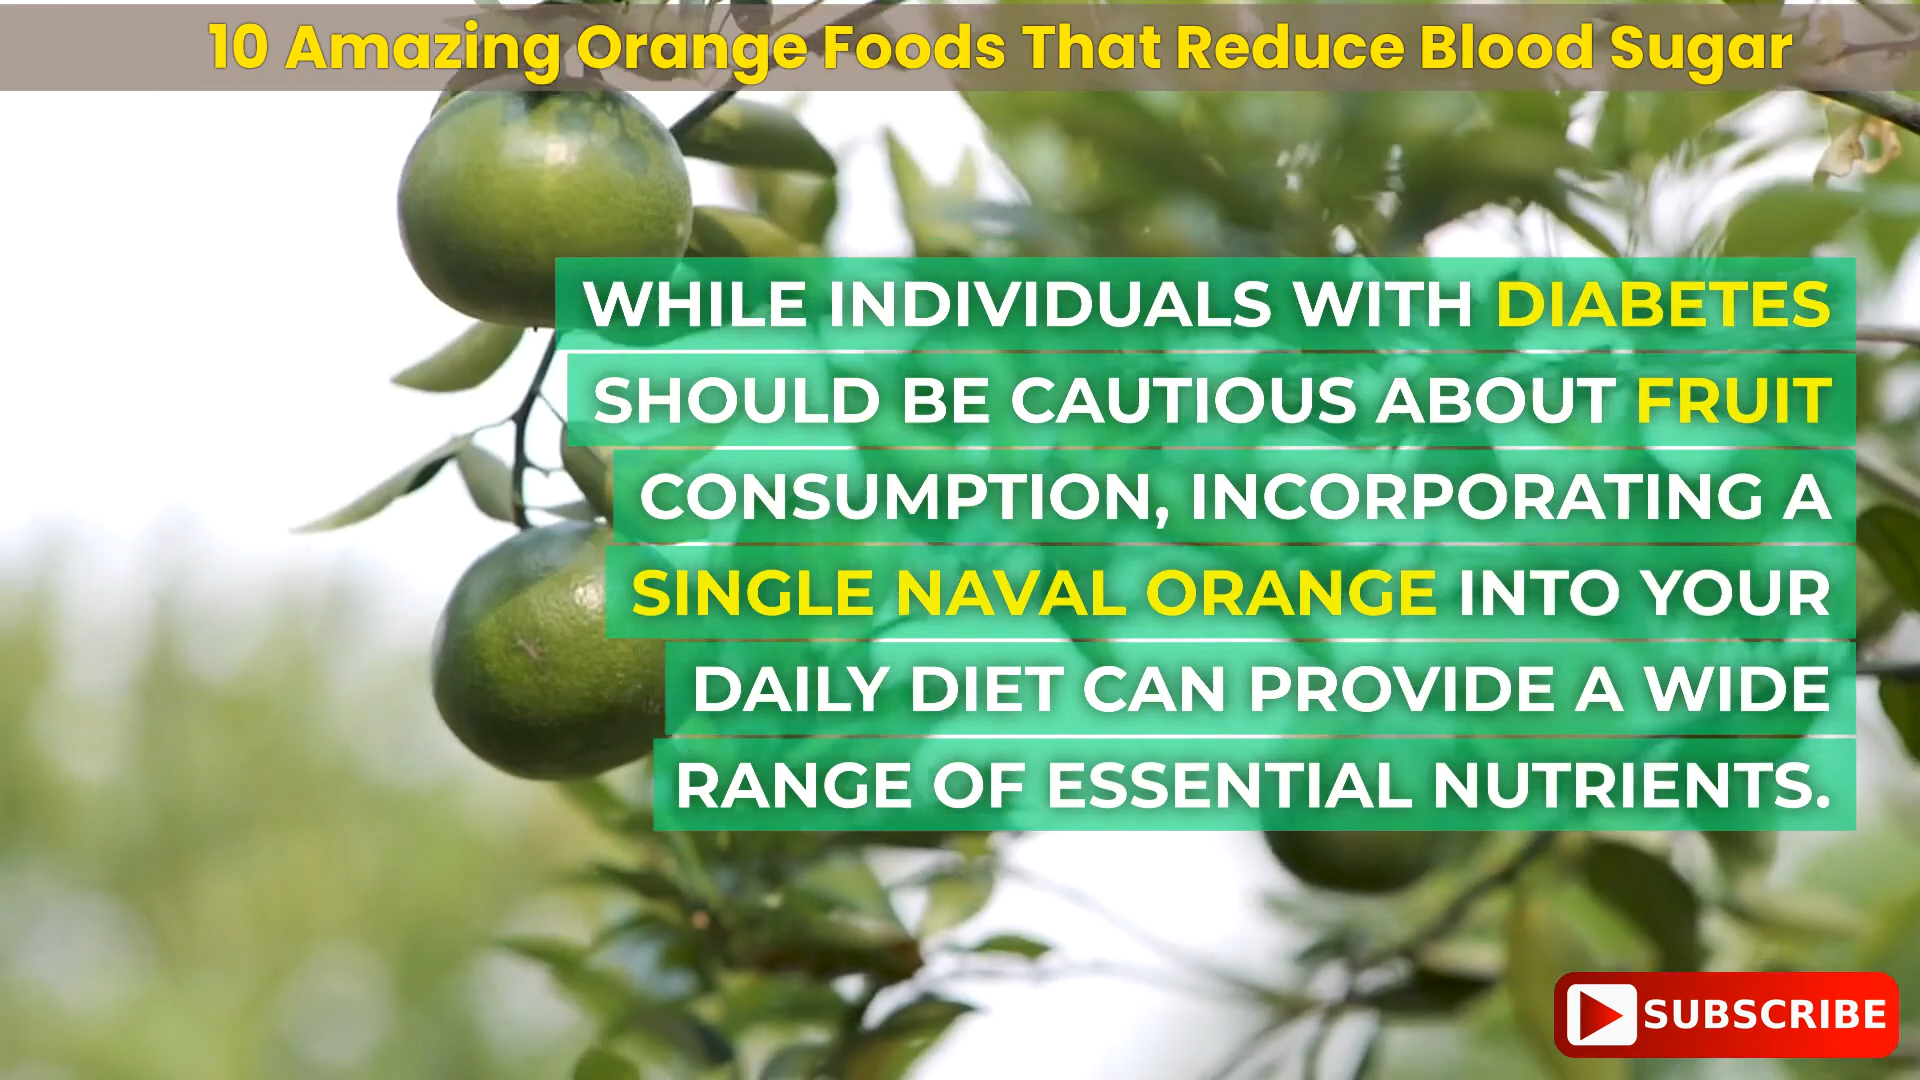 10 Amazing Orange Foods That Reduce Blood Sugar
WHILE INDIVIDUALS WITH DIABETES
SHOULD BE CAUTIOUS ABOUT FRUIT
CONSUMPTION, INCORPORATING A
SINGLE NAVAL ORANGE INTO YOUR
DAILY DIET CAN PROVIDE A WIDE
RANGE OF ESSENTIAL NUTRIENTS.
SUBSCRIBE